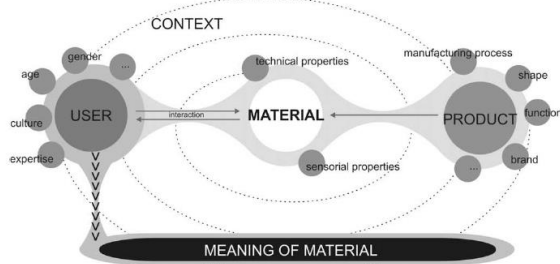 CONTEXT
gender
...
age
culture
expertise
USER
interaction
technical properties
MATERIAL
sensorial properties
manufacturing process
shape
function
PRODUCT
brand
...
MEANING OF MATERIAL